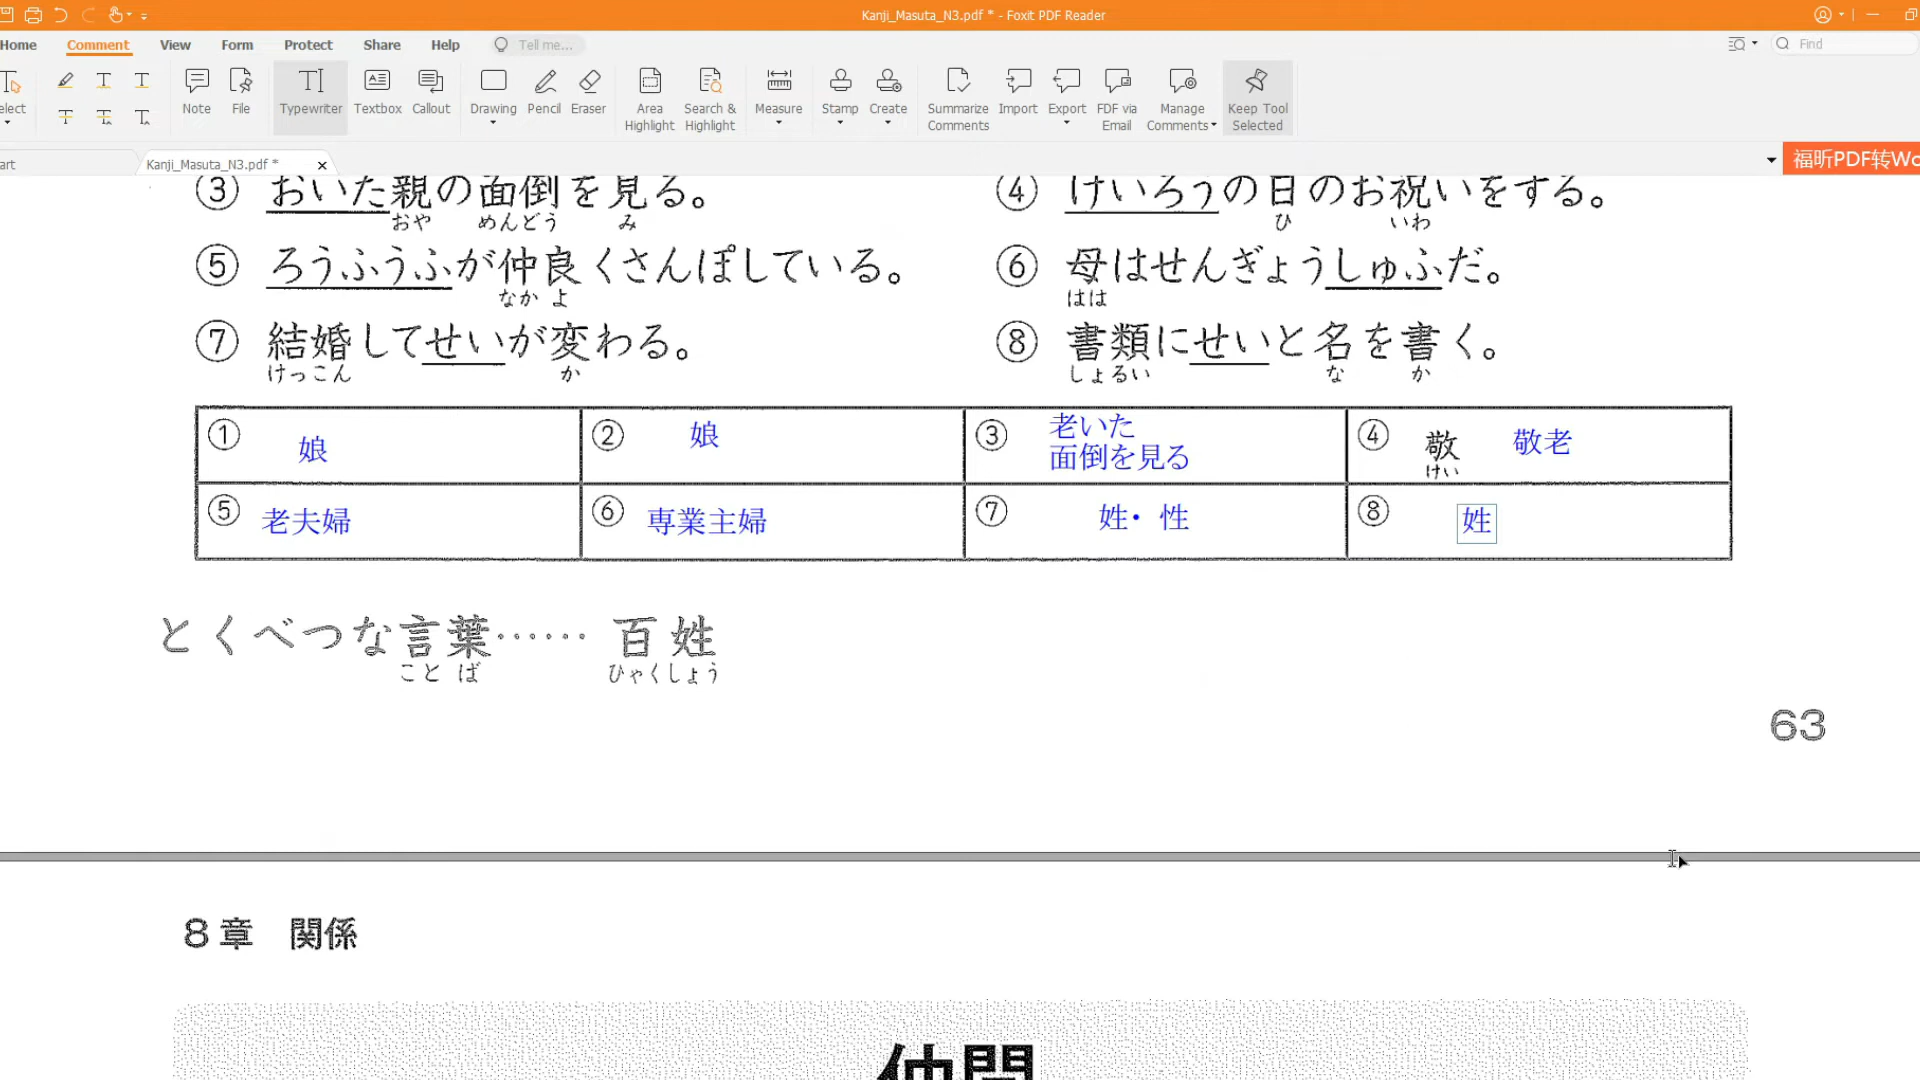 Kanji_Masuta_N3.pdf * - Foxit PDF Reader
Home Comment View Form Protect Share Help Tell me... Find
elect Note File Typewriter Textbox Callout Drawing Pencil Eraser Area Highlight Search & Highlight Measure Stamp Create Summarize Comments Import Export FDF via Email Manage Comments Keep Tool Selected
art Kanji_Masuta_N3.pdf * 福昕PDF转Wo
③ おいた親の面倒を見る。 ④ けいろうの日のお祝いをする。
おや めんどう み ひ いわ
⑤ ろうふうふが仲良くさんぽしている。 ⑥ 母はせんぎょうしゅふだ。
なか よ はは
⑦ 結婚してせいが変わる。 ⑧ 書類にせいと名を書く。
けっこん か しょるい な か
① 娘 ② 娘 ③ 老いた 面倒を見る ④ 敬 けい 敬老
⑤ 老夫婦 ⑥ 専業主婦 ⑦ 姓・ 性 ⑧ 姓
とくべつな言葉…… 百姓
ことば ひゃくしょう
63
8章 関係
仲間